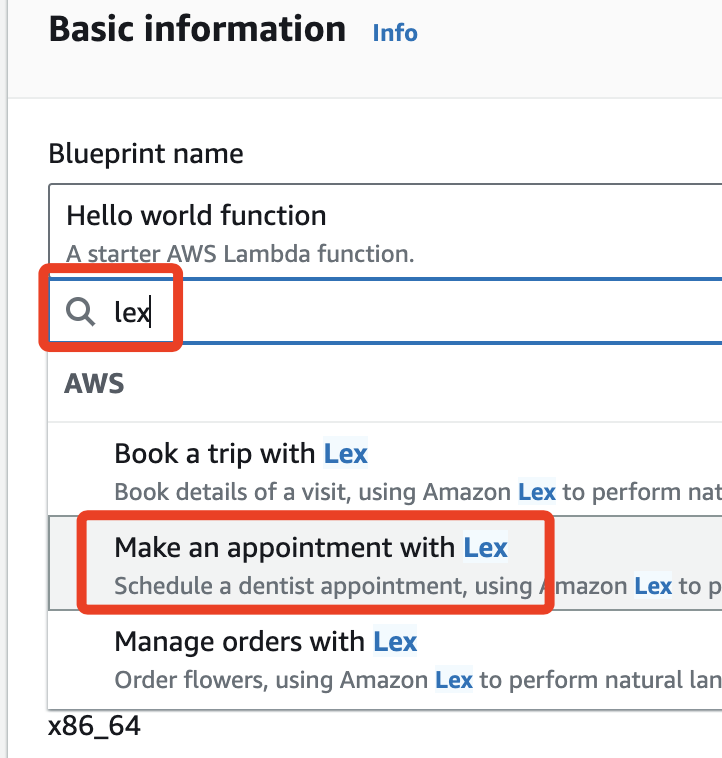 Basic information Info
Blueprint name
Hello world function
A starter AWS Lambda function.
lex
AWS
Book a trip with Lex
Book details of a visit, using Amazon Lex to perform nat
Make an appointment with Lex
Schedule a dentist appointment, using Amazon Lex to p
Manage orders with Lex
Order flowers, using Amazon Lex to perform natural lan
x86_64